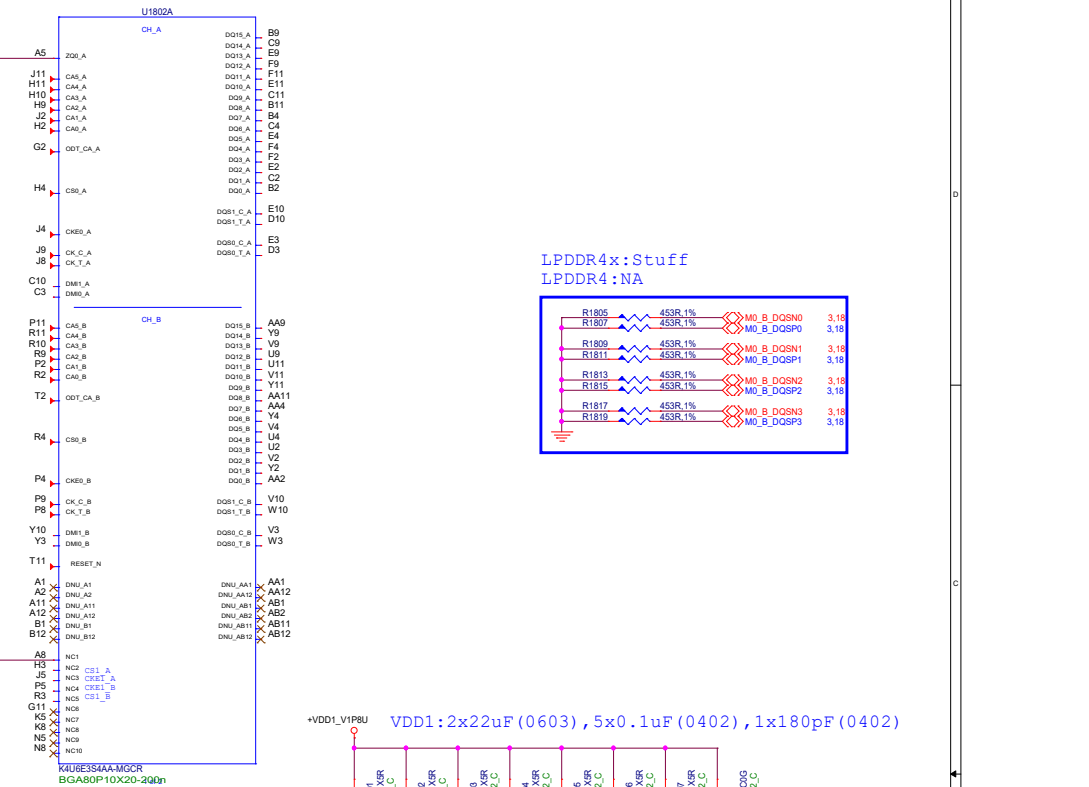 U1802A
CH_A
A5 ZQ0_A
J11 CA5_A
H11 CA4_A
H10 CA3_A
H9 CA2_A
J2 CA1_A
H2 CA0_A
G2 ODT_CA_A
H4 CS0_A
J4 CKE0_A
J9 CK_C_A
J8 CK_T_A
C10 DMI1_A
C3 DMI0_A
DQ15_A B9
DQ14_A C9
DQ13_A E9
DQ12_A F9
DQ11_A F11
DQ10_A E11
DQ9_A C11
DQ8_A B11
DQ7_A B4
DQ6_A C4
DQ5_A E4
DQ4_A F4
DQ3_A F2
DQ2_A E2
DQ1_A C2
DQ0_A B2
DQS1_C_A E10
DQS1_T_A D10
DQS0_C_A E3
DQS0_T_A D3
CH_B
P11 CA5_B
R11 CA4_B
R10 CA3_B
R9 CA2_B
P2 CA1_B
R2 CA0_B
T2 ODT_CA_B
R4 CS0_B
P4 CKE0_B
P9 CK_C_B
P8 CK_T_B
Y10 DMI1_B
Y3 DMI0_B
T11 RESET_N
DQ15_B AA9
DQ14_B Y9
DQ13_B V9
DQ12_B U9
DQ11_B U11
DQ10_B V11
DQ9_B Y11
DQ8_B AA11
DQ7_B AA4
DQ6_B Y4
DQ5_B V4
DQ4_B U4
DQ3_B U2
DQ2_B V2
DQ1_B Y2
DQ0_B AA2
DQS1_C_B V10
DQS1_T_B W10
DQS0_C_B V3
DQS0_T_B W3
A1 DNU_A1
A2 DNU_A2
A11 DNU_A11
A12 DNU_A12
B1 DNU_B1
B12 DNU_B12
DNU_AA1 AA1
DNU_AA12 AA12
DNU_AB1 AB1
DNU_AB2 AB2
DNU_AB11 AB11
DNU_AB12 AB12
A8 NC1
H3 NC2 CS1_A
J5 NC3 CKE1_A
P5 NC4 CKE1_B
R3 NC5 CS1_B
G11 NC6
K5 NC7
K8 NC8
N5 NC9
N8 NC10
K4U6E3S4AA-MGCR
BGA80P10X20-200n
LPDDR4x:Stuff
LPDDR4:NA
R1805 453R,1% M0_B_DQSN0 3,18
R1807 453R,1% M0_B_DQSP0 3,18
R1809 453R,1% M0_B_DQSN1 3,18
R1811 453R,1% M0_B_DQSP1 3,18
R1813 453R,1% M0_B_DQSN2 3,18
R1815 453R,1% M0_B_DQSP2 3,18
R1817 453R,1% M0_B_DQSN3 3,18
R1819 453R,1% M0_B_DQSP3 3,18
D
C
+VDD1_V1P8U
VDD1:2x22uF(0603),5x0.1uF(0402),1x180pF(0402)
X5R
X5R
X5R
X5R
X5R
X5R
X5R
C0G